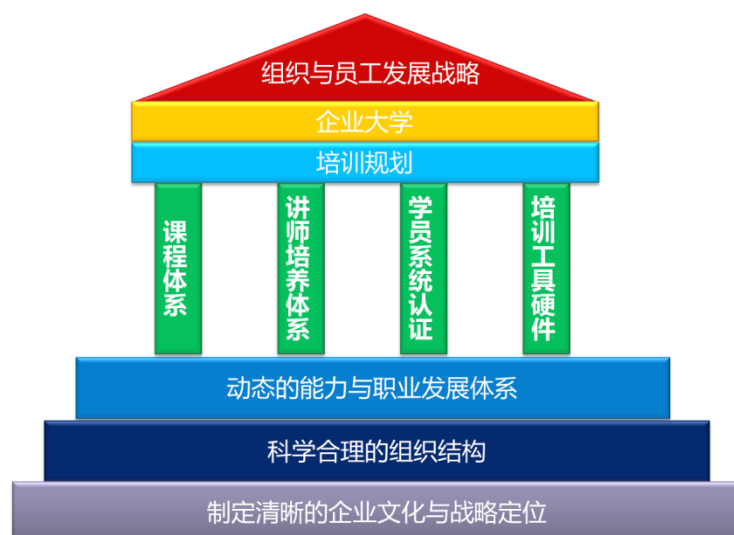 组织与员工发展战略
企业大学
培训规划
课程体系
讲师培养体系
学员系统认证
培训工具硬件
动态的能力与职业发展体系
科学合理的组织结构
制定清晰的企业文化与战略定位